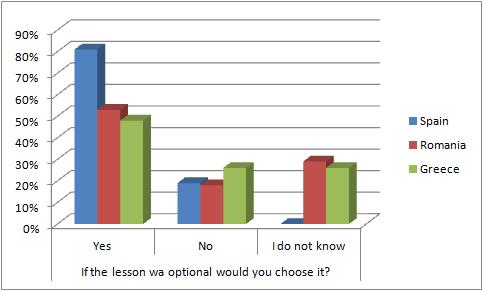 90%
80%
70%
60%
50%
40%
30%
20%
10%
0%
Yes
No
I do not know
If the lesson wa optional would you choose it?
Spain
Romania
Greece